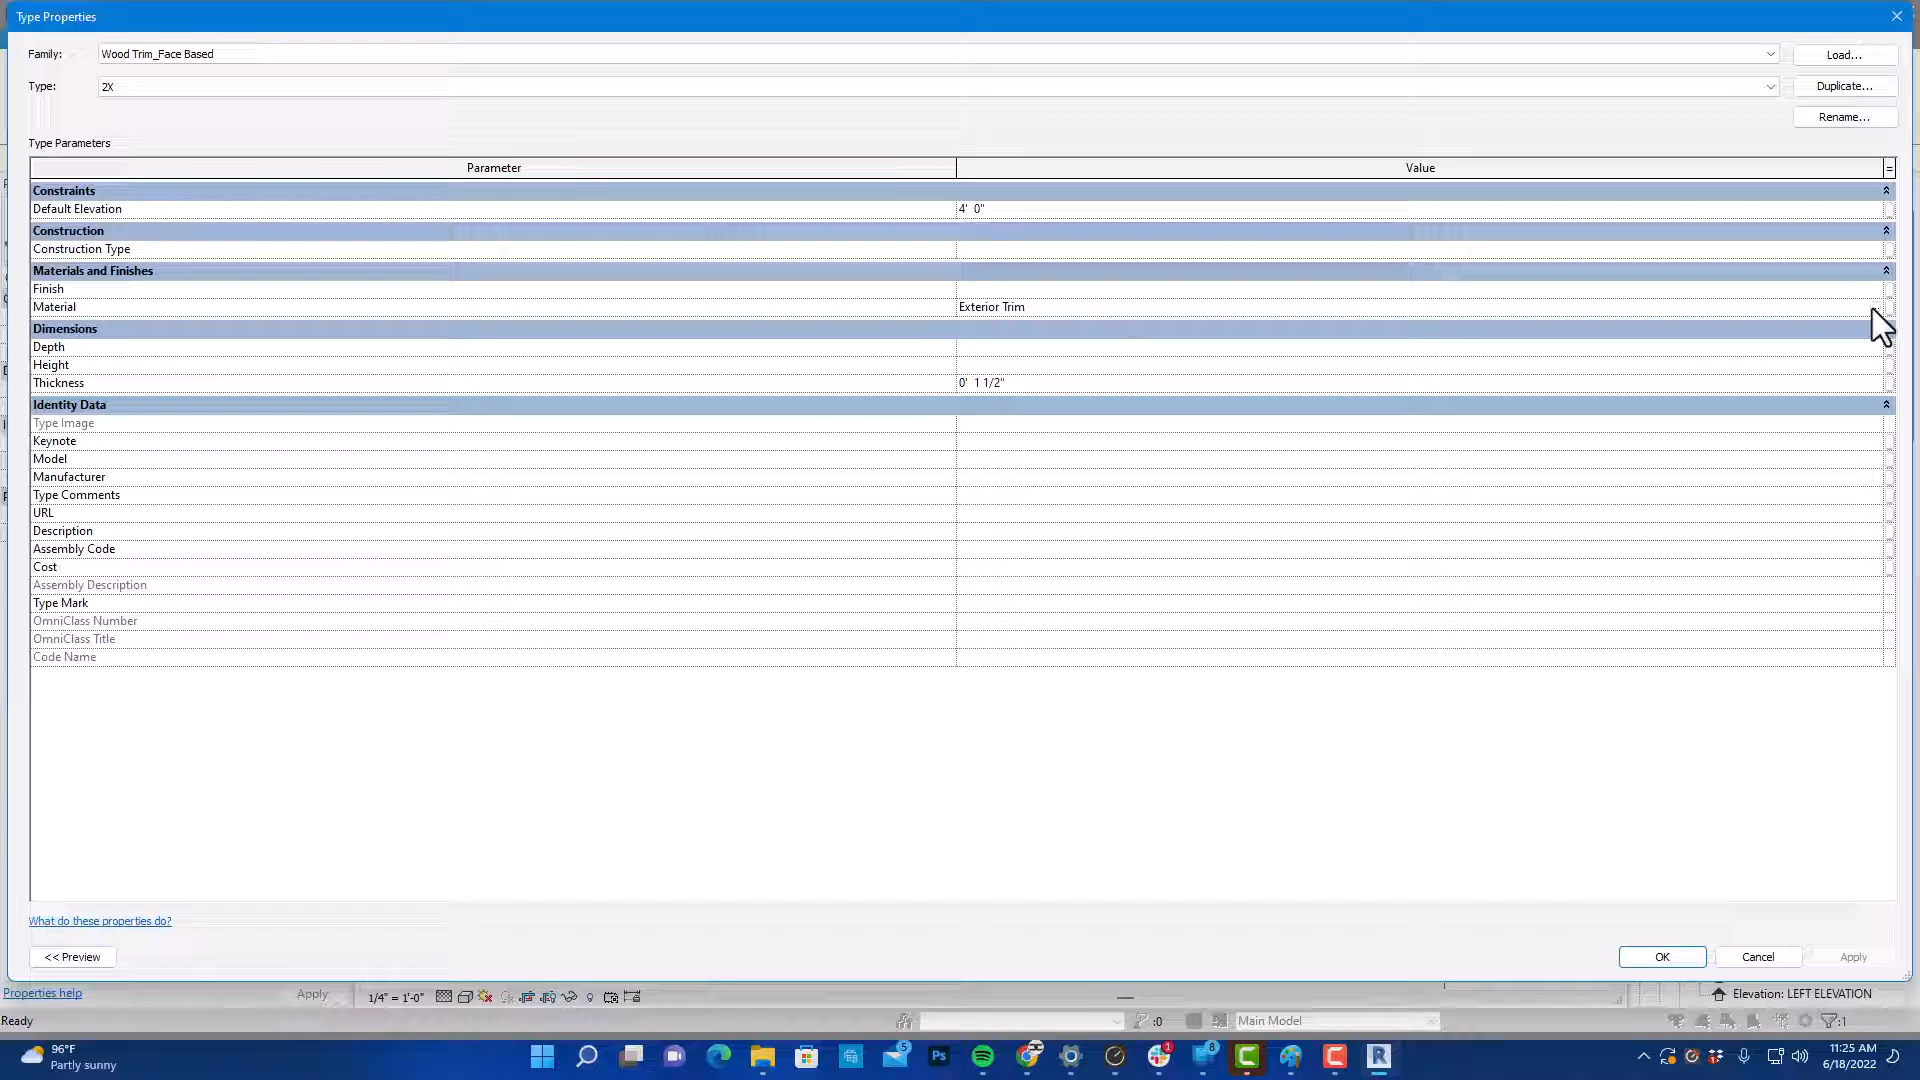 Type Properties
Family: Wood Trim_Face Based Load...
Type: 2X Duplicate...
Rename...
Type Parameters
Parameter Value =
Constraints
Default Elevation 4' 0"
Construction
Construction Type
Materials and Finishes
Finish
Material Exterior Trim
Dimensions
Depth
Height
Thickness 0' 1 1/2"
Identity Data
Type Image
Keynote
Model
Manufacturer
Type Comments
URL
Description
Assembly Code
Cost
Assembly Description
Type Mark
OmniClass Number
OmniClass Title
Code Name
What do these properties do?
<< Preview OK Cancel Apply
Properties help Apply 1/4" = 1'-0" Elevation: LEFT ELEVATION
Ready :0 Main Model :1
96°F
Partly sunny
5 Ps 1 8 R
11:25 AM
6/18/2022